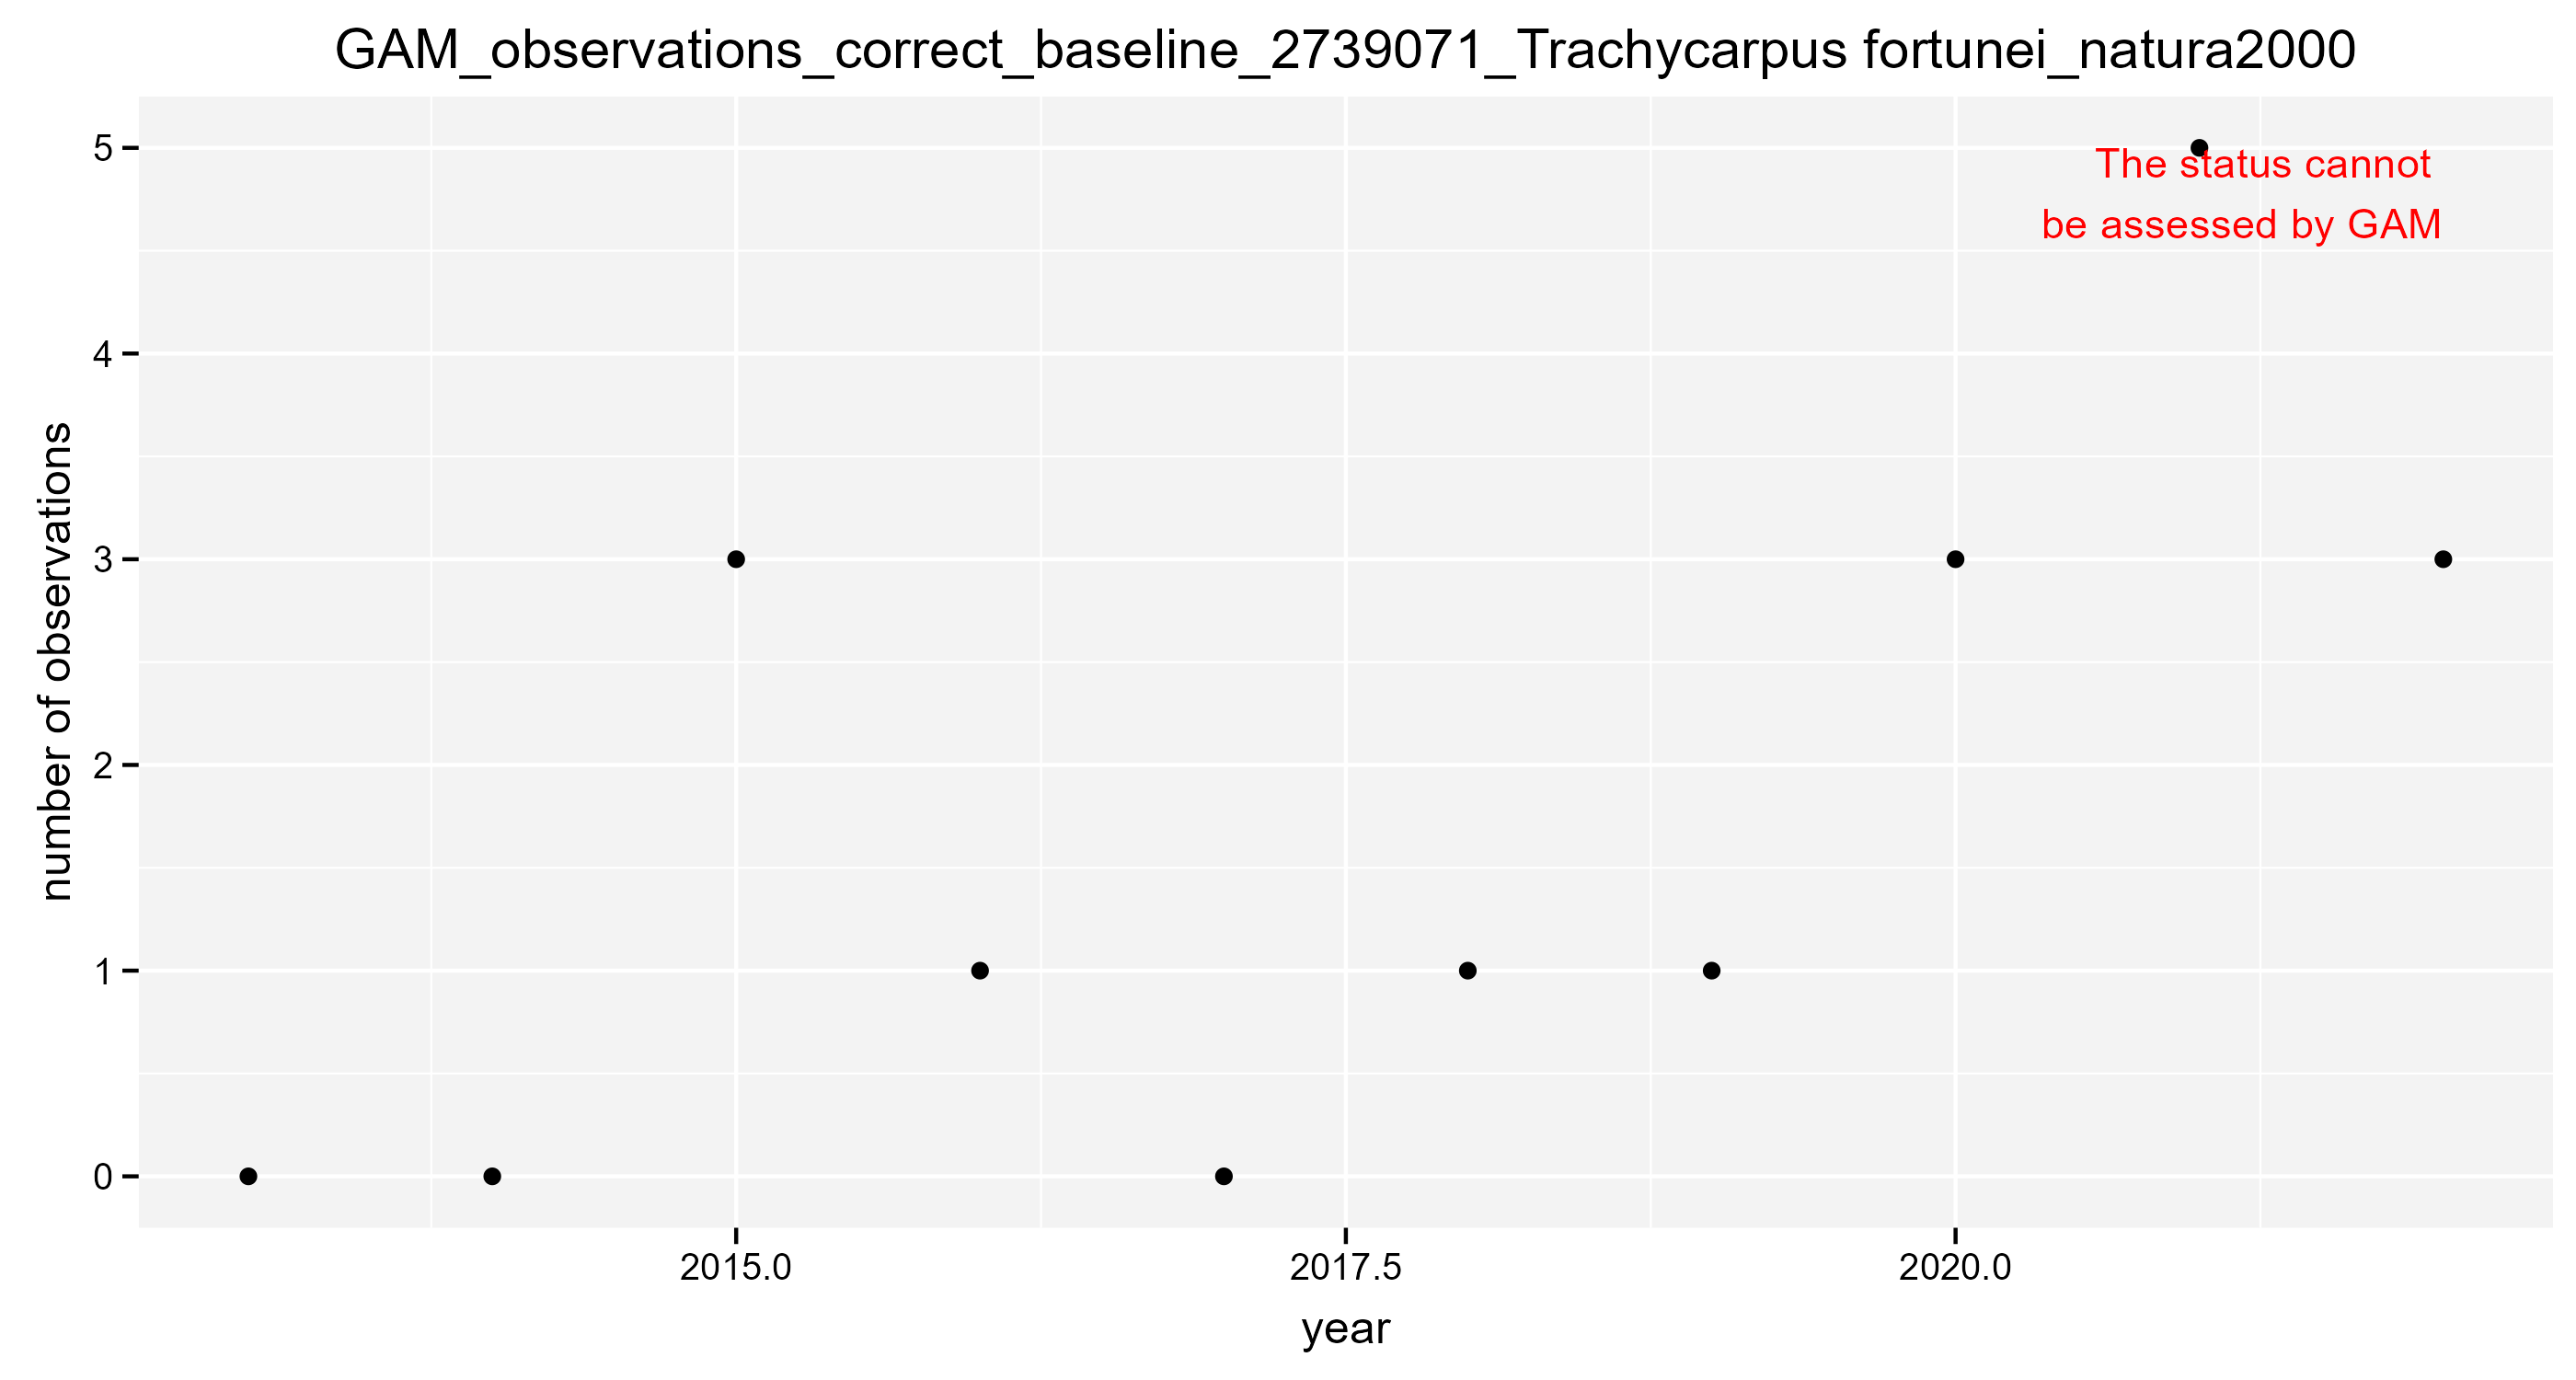 GAM_observations_correct_baseline_2739071_Trachycarpus fortunei_natura2000
The status cannot
be assessed by GAM
number of observations
5
4
3
2
1
0
2015.0
2017.5
2020.0
year